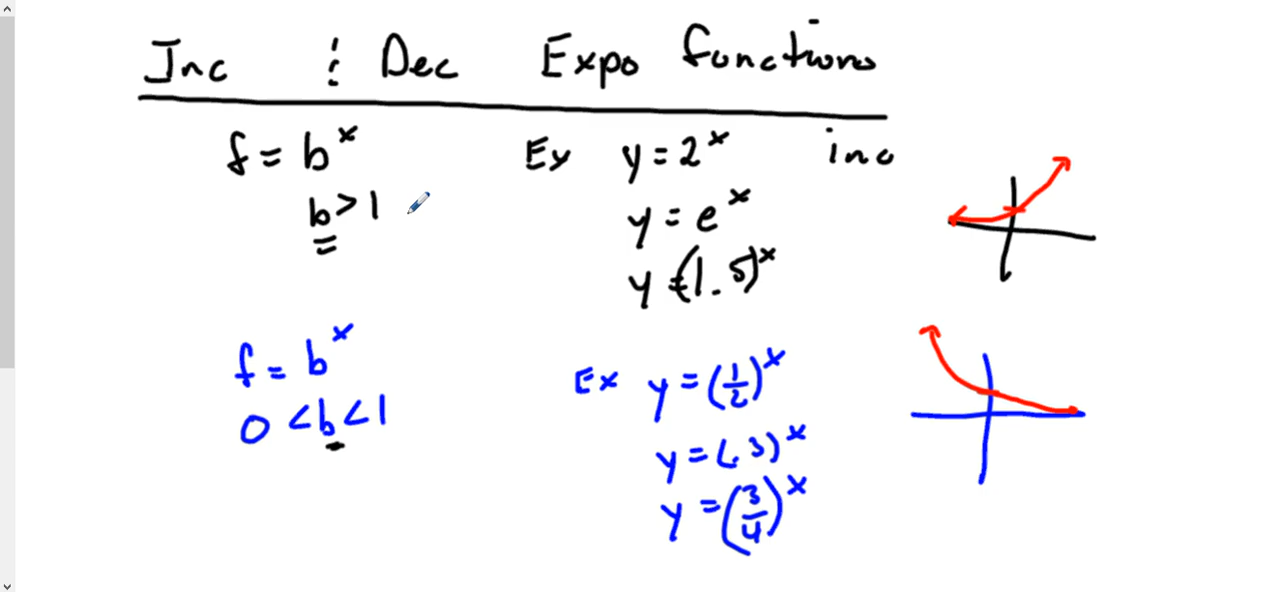 Inc & Dec Expo functions
f = b^x Ex y = 2^x inc
b > 1 y = e^x
y = (1.5)^x
f = b^x Ex y = (1/2)^x
0 < b < 1 y = (.3)^x
y = (3/4)^x